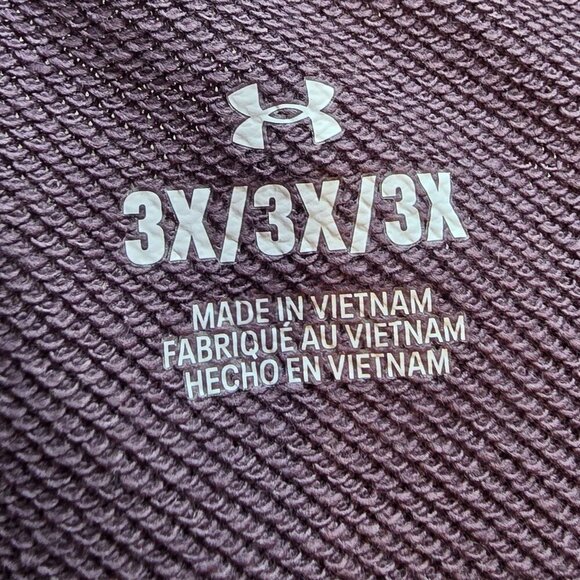 3X/3X/3X
MADE IN VIETNAM
FABRIQUÉ AU VIETNAM
HECHO EN VIETNAM